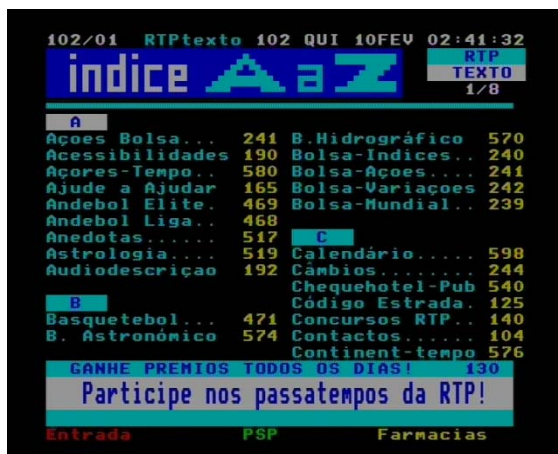 102/01 RTPtexto 102 QUI 10FEV 02:41:32
indice A a Z
RTP
TEXTO
1/8
A
Açoes Bolsa... 241
Acessibilidades 190
Açores-Tempo.. 580
Ajude a Ajudar 165
Andebol Elite. 469
Andebol Liga.. 468
Anedotas...... 517
Astrologia.... 519
Audiodescriçao 192
B
Basquetebol... 471
B. Astronómico 574
B.Hidrográfico 570
Bolsa-Indices.. 240
Bolsa-Açoes.... 241
Bolsa-Variaçoes 242
Bolsa-Mundial.. 239
C
Calendário..... 598
Câmbios........ 244
Chequehotel-Pub 540
Código Estrada. 125
Concursos RTP.. 140
Contactos...... 104
Continent-tempo 576
GANHE PREMIOS TODOS OS DIAS! 130
Participe nos passatempos da RTP!
Entrada PSP Farmacias